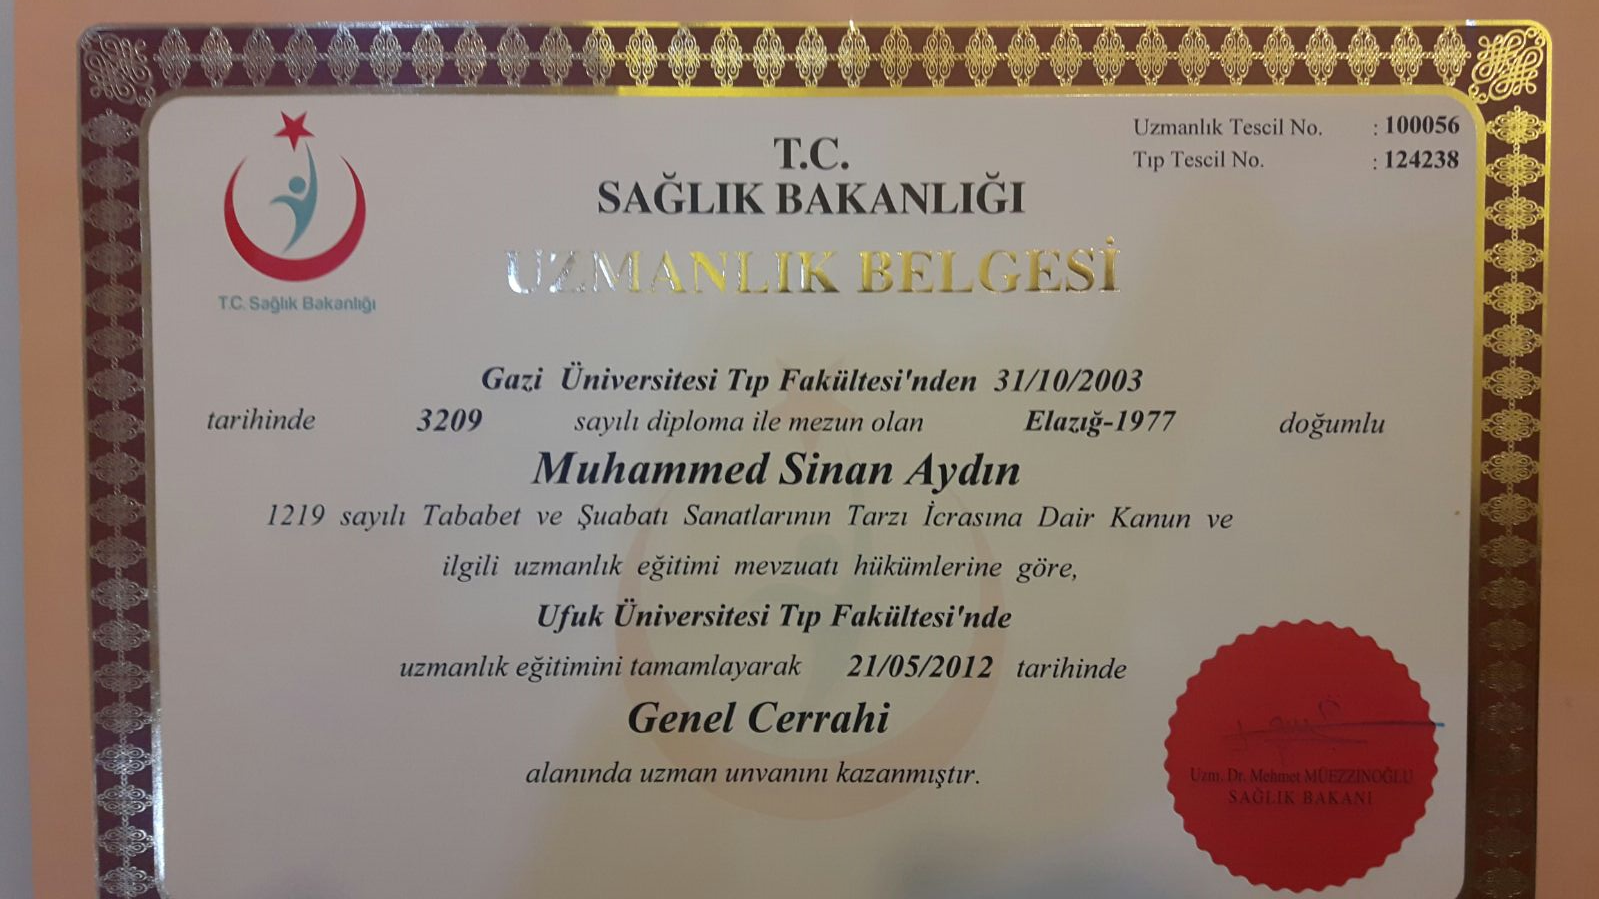 Uzmanlık Tescil No. : 100056
Tıp Tescil No. : 124238
T.C.
SAĞLIK BAKANLIĞI
UZMANLIK BELGESİ
T.C. Sağlık Bakanlığı
Gazi Üniversitesi Tıp Fakültesi'nden 31/10/2003
tarihinde 3209 sayılı diploma ile mezun olan Elazığ-1977 doğumlu
Muhammed Sinan Aydın
1219 sayılı Tababet ve Şuabatı Sanatlarının Tarzı İcrasına Dair Kanun ve
ilgili uzmanlık eğitimi mevzuatı hükümlerine göre,
Ufuk Üniversitesi Tıp Fakültesi'nde
uzmanlık eğitimini tamamlayarak 21/05/2012 tarihinde
Genel Cerrahi
alanında uzman unvanını kazanmıştır.
Uzm. Dr. Mehmet MÜEZZİNOĞLU
SAĞLIK BAKANI